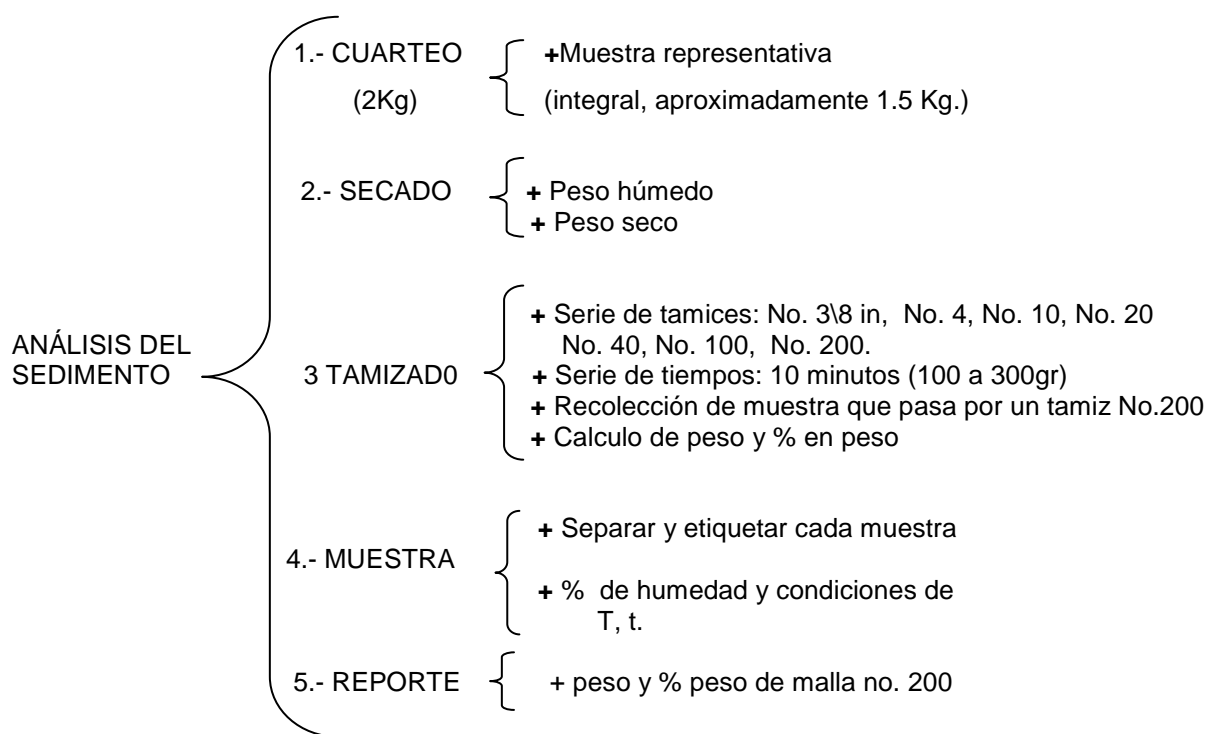 1.- CUARTEO
(2Kg)
+Muestra representativa
(integral, aproximadamente 1.5 Kg.)
2.- SECADO
+ Peso húmedo
+ Peso seco
ANÁLISIS DEL
SEDIMENTO
3 TAMIZAD0
+ Serie de tamices: No. 3\8 in, No. 4, No. 10, No. 20
No. 40, No. 100, No. 200.
+ Serie de tiempos: 10 minutos (100 a 300gr)
+ Recolección de muestra que pasa por un tamiz No.200
+ Calculo de peso y % en peso
4.- MUESTRA
+ Separar y etiquetar cada muestra
+ % de humedad y condiciones de
T, t.
5.- REPORTE
+ peso y % peso de malla no. 200